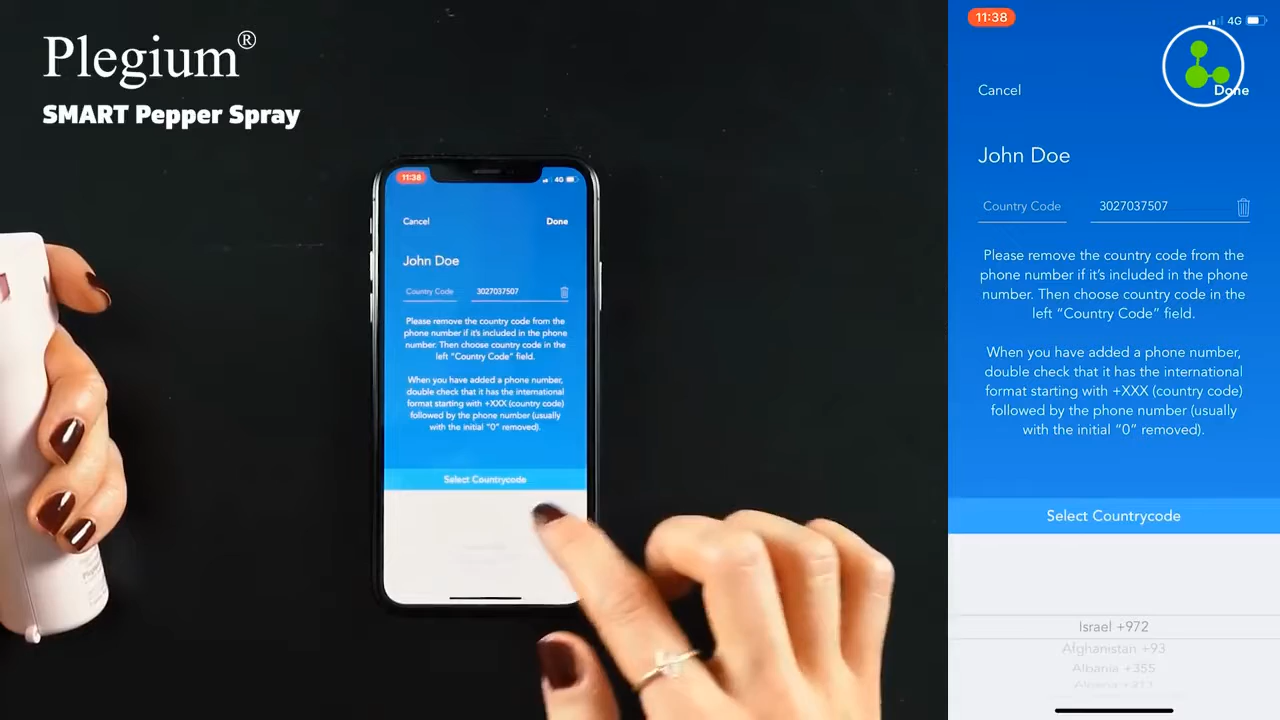 Plegium®
SMART Pepper Spray
11:38
4G
Cancel
Done
John Doe
Country Code
3027037507
Please remove the country code from the
phone number if it's included in the phone
number. Then choose country code in the
left "Country Code" field.
When you have added a phone number,
double check that it has the international
format starting with +XXX (country code)
followed by the phone number (usually
with the initial "0" removed).
Select Countrycode
11:38
4G
Cancel
Done
John Doe
Country Code
3027037507
Please remove the country code from the
phone number if it's included in the phone
number. Then choose country code in the
left "Country Code" field.
When you have added a phone number,
double check that it has the international
format starting with +XXX (country code)
followed by the phone number (usually
with the initial "0" removed).
Select Countrycode
Israel +972
Afghanistan +93
Albania +355